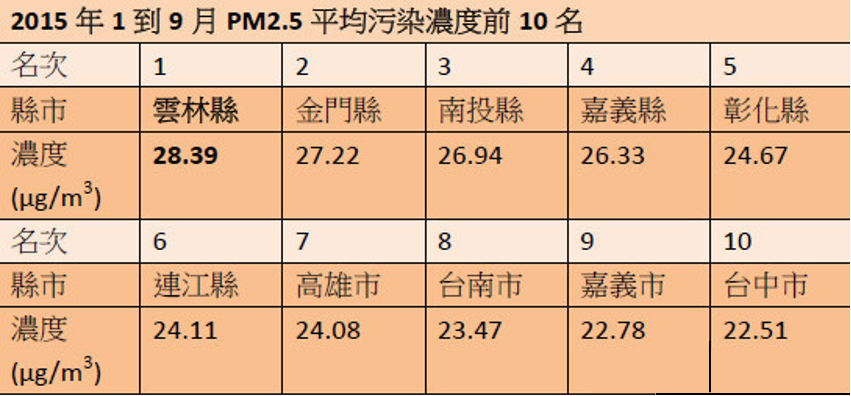 2015 年 1 到 9 月 PM2.5 平均污染濃度前 10 名
名次 1 2 3 4 5
縣市 雲林縣 金門縣 南投縣 嘉義縣 彰化縣
濃度 28.39 27.22 26.94 26.33 24.67
(μg/m³)
名次 6 7 8 9 10
縣市 連江縣 高雄市 台南市 嘉義市 台中市
濃度 24.11 24.08 23.47 22.78 22.51
(μg/m³)